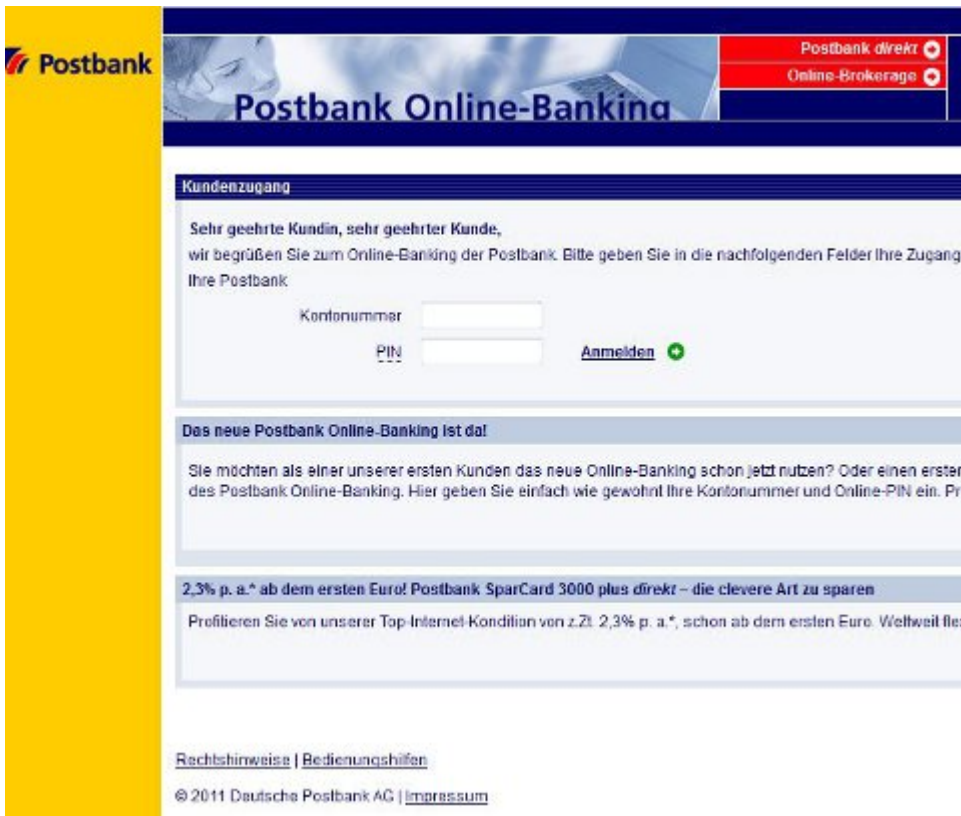 Postbank
Postbank direkt
Online-Brokerage
Postbank Online-Banking
Kundenzugang
Sehr geehrte Kundin, sehr geehrter Kunde,
wir begrüßen Sie zum Online-Banking der Postbank. Bitte geben Sie in die nachfolgenden Felder Ihre Zugang
Ihre Postbank
Kontonummer
PIN
Anmelden
Das neue Postbank Online-Banking ist da!
Sie möchten als einer unserer ersten Kunden das neue Online-Banking schon jetzt nutzen? Oder einen erster
des Postbank Online-Banking. Hier geben Sie einfach wie gewohnt Ihre Kontonummer und Online-PIN ein. Pr
2,3% p. a.* ab dem ersten Euro! Postbank SparCard 3000 plus direkt – die clevere Art zu sparen
Profitieren Sie von unserer Top-Internet-Kondition von z.Zt. 2,3% p. a.*, schon ab dem ersten Euro. Weltweit fle
Rechtshinweise | Bedienungshilfen
© 2011 Deutsche Postbank AG | Impressum